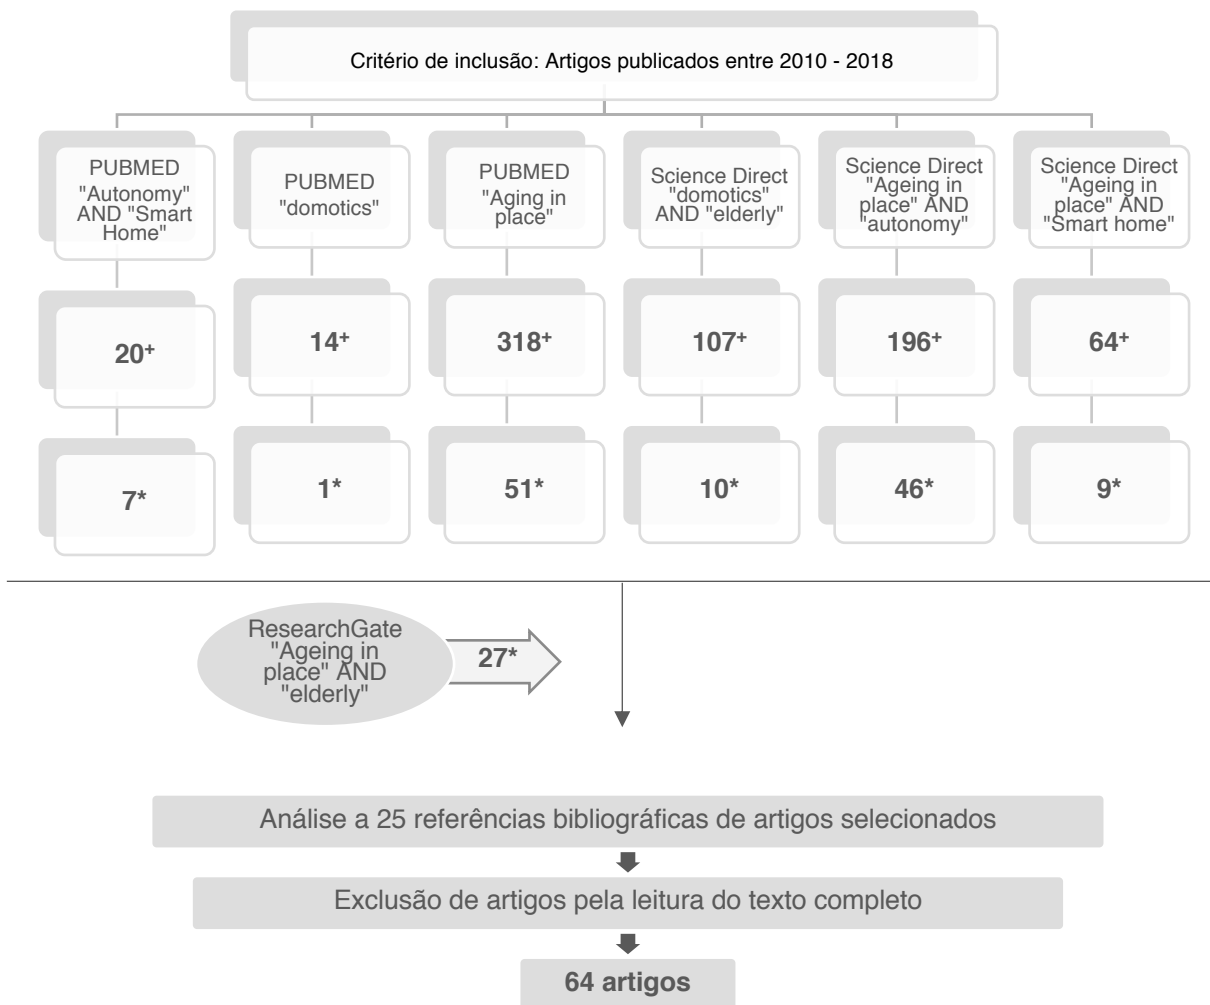 Critério de inclusão: Artigos publicados entre 2010 - 2018
PUBMED
"Autonomy"
AND "Smart
Home"
PUBMED
"domotics"
PUBMED
"Aging in
place"
Science Direct
"domotics"
AND "elderly"
Science Direct
"Ageing in
place" AND
"autonomy"
Science Direct
"Ageing in
place" AND
"Smart home"
20+
14+
318+
107+
196+
64+
7*
1*
51*
10*
46*
9*
ResearchGate
"Ageing in
place" AND
"elderly"
27*
Análise a 25 referências bibliográficas de artigos selecionados
Exclusão de artigos pela leitura do texto completo
64 artigos